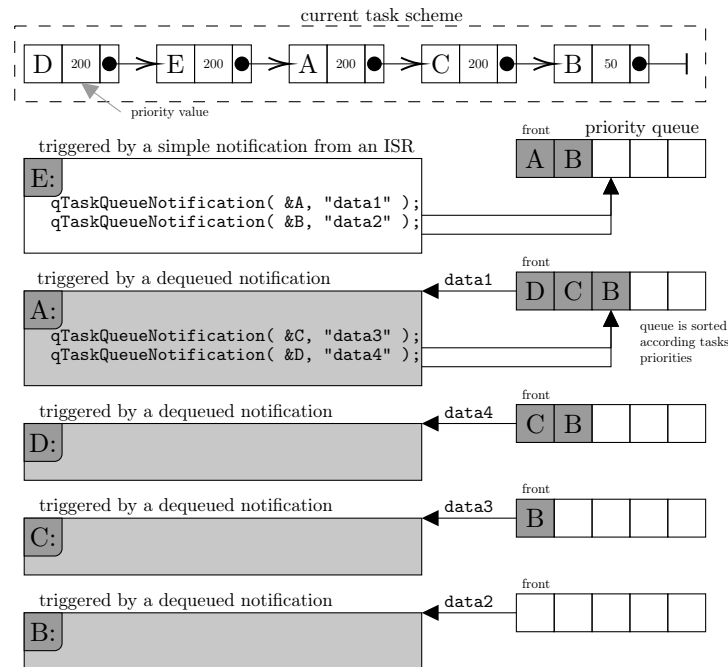 current task scheme
D 200 E 200 A 200 C 200 B 50
priority value
triggered by a simple notification from an ISR
front priority queue
E:
A B
qTaskQueueNotification( &A, "data1" );
qTaskQueueNotification( &B, "data2" );
triggered by a dequeued notification
data1
front
A:
D C B
qTaskQueueNotification( &C, "data3" );
qTaskQueueNotification( &D, "data4" );
queue is sorted
according tasks
priorities
triggered by a dequeued notification
data4
front
D:
C B
triggered by a dequeued notification
data3
front
C:
B
triggered by a dequeued notification
data2
front
B: